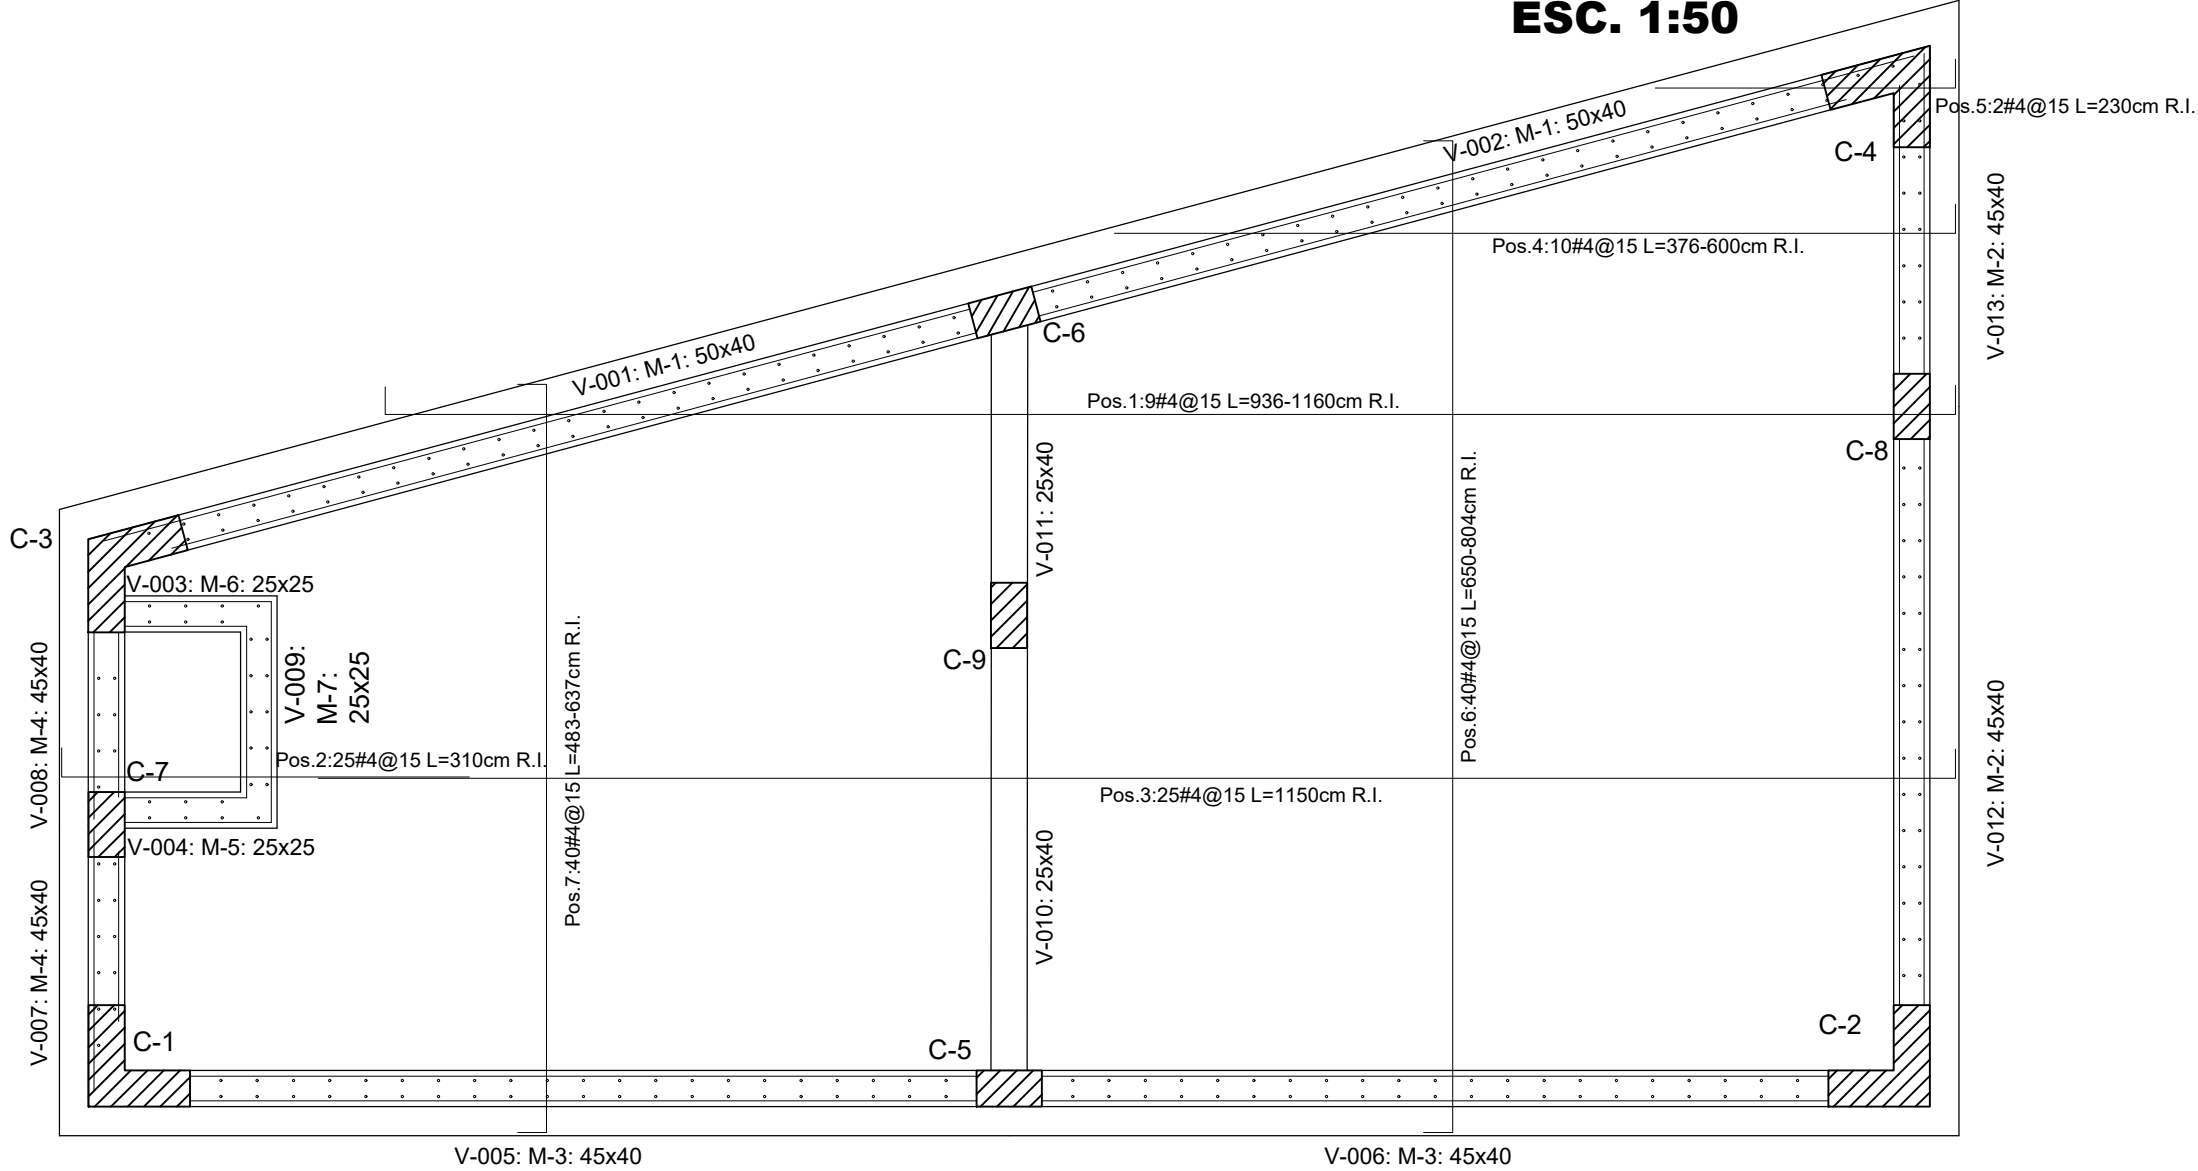 ESC. 1:50
Pos.5:2#4@15 L=230cm R.I.
V-002: M-1: 50x40
C-4
V-013: M-2: 45x40
Pos.4:10#4@15 L=376-600cm R.I.
C-6
V-001: M-1: 50x40
Pos.1:9#4@15 L=936-1160cm R.I.
C-8
V-011: 25x40
Pos.6:40#4@15 L=650-804cm R.I.
C-3
V-003: M-6: 25x25
V-009:
M-7:
25x25
Pos.7:40#4@15 L=483-637cm R.I.
C-9
V-008: M-4: 45x40
Pos.2:25#4@15 L=310cm R.I.
C-7
Pos.3:25#4@15 L=1150cm R.I.
V-012: M-2: 45x40
V-004: M-5: 25x25
V-010: 25x40
V-007: M-4: 45x40
C-1
C-5
C-2
V-005: M-3: 45x40
V-006: M-3: 45x40